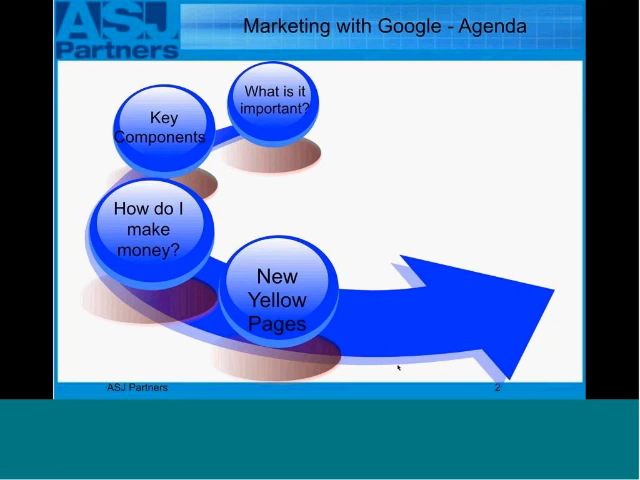 ASJ
Partners
Marketing with Google - Agenda
What is it
important?
Key
Components
How do I
make
money?
New
Yellow
Pages
ASJ Partners
2